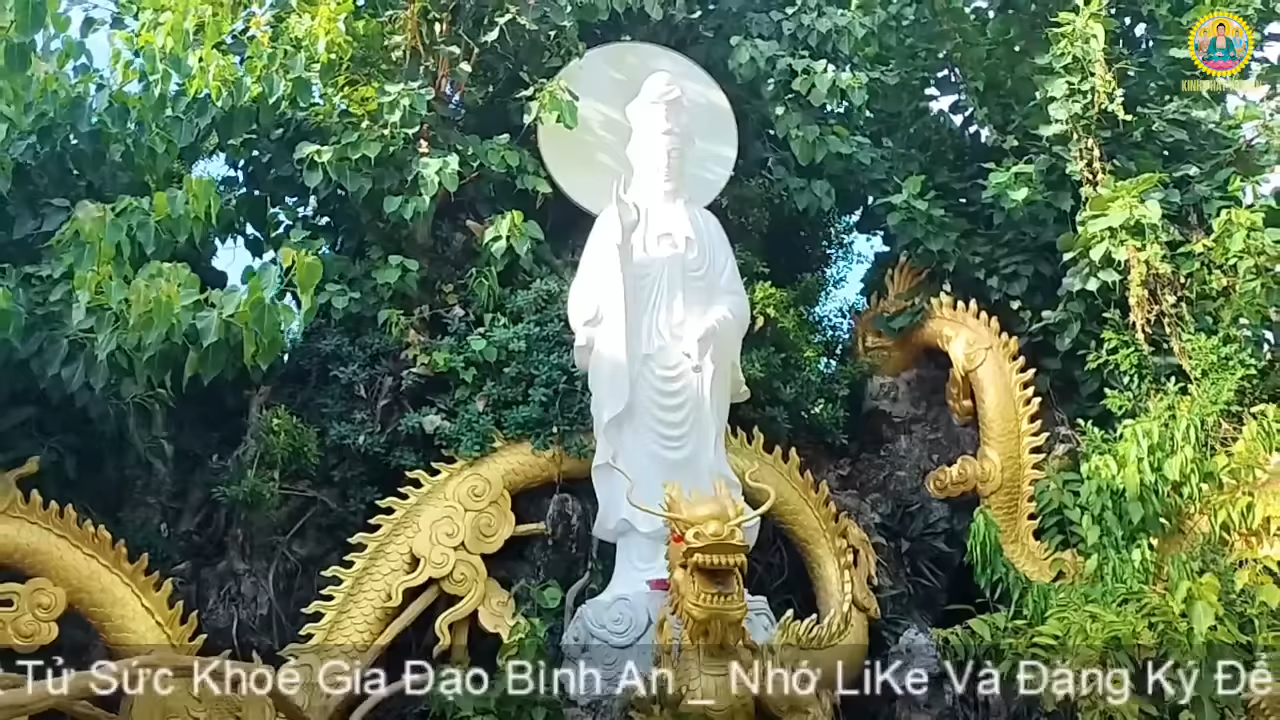 Tử Sức Khoẻ Gia Đạo Bình An _ Nhớ LiKe Và Đăng Ký Để